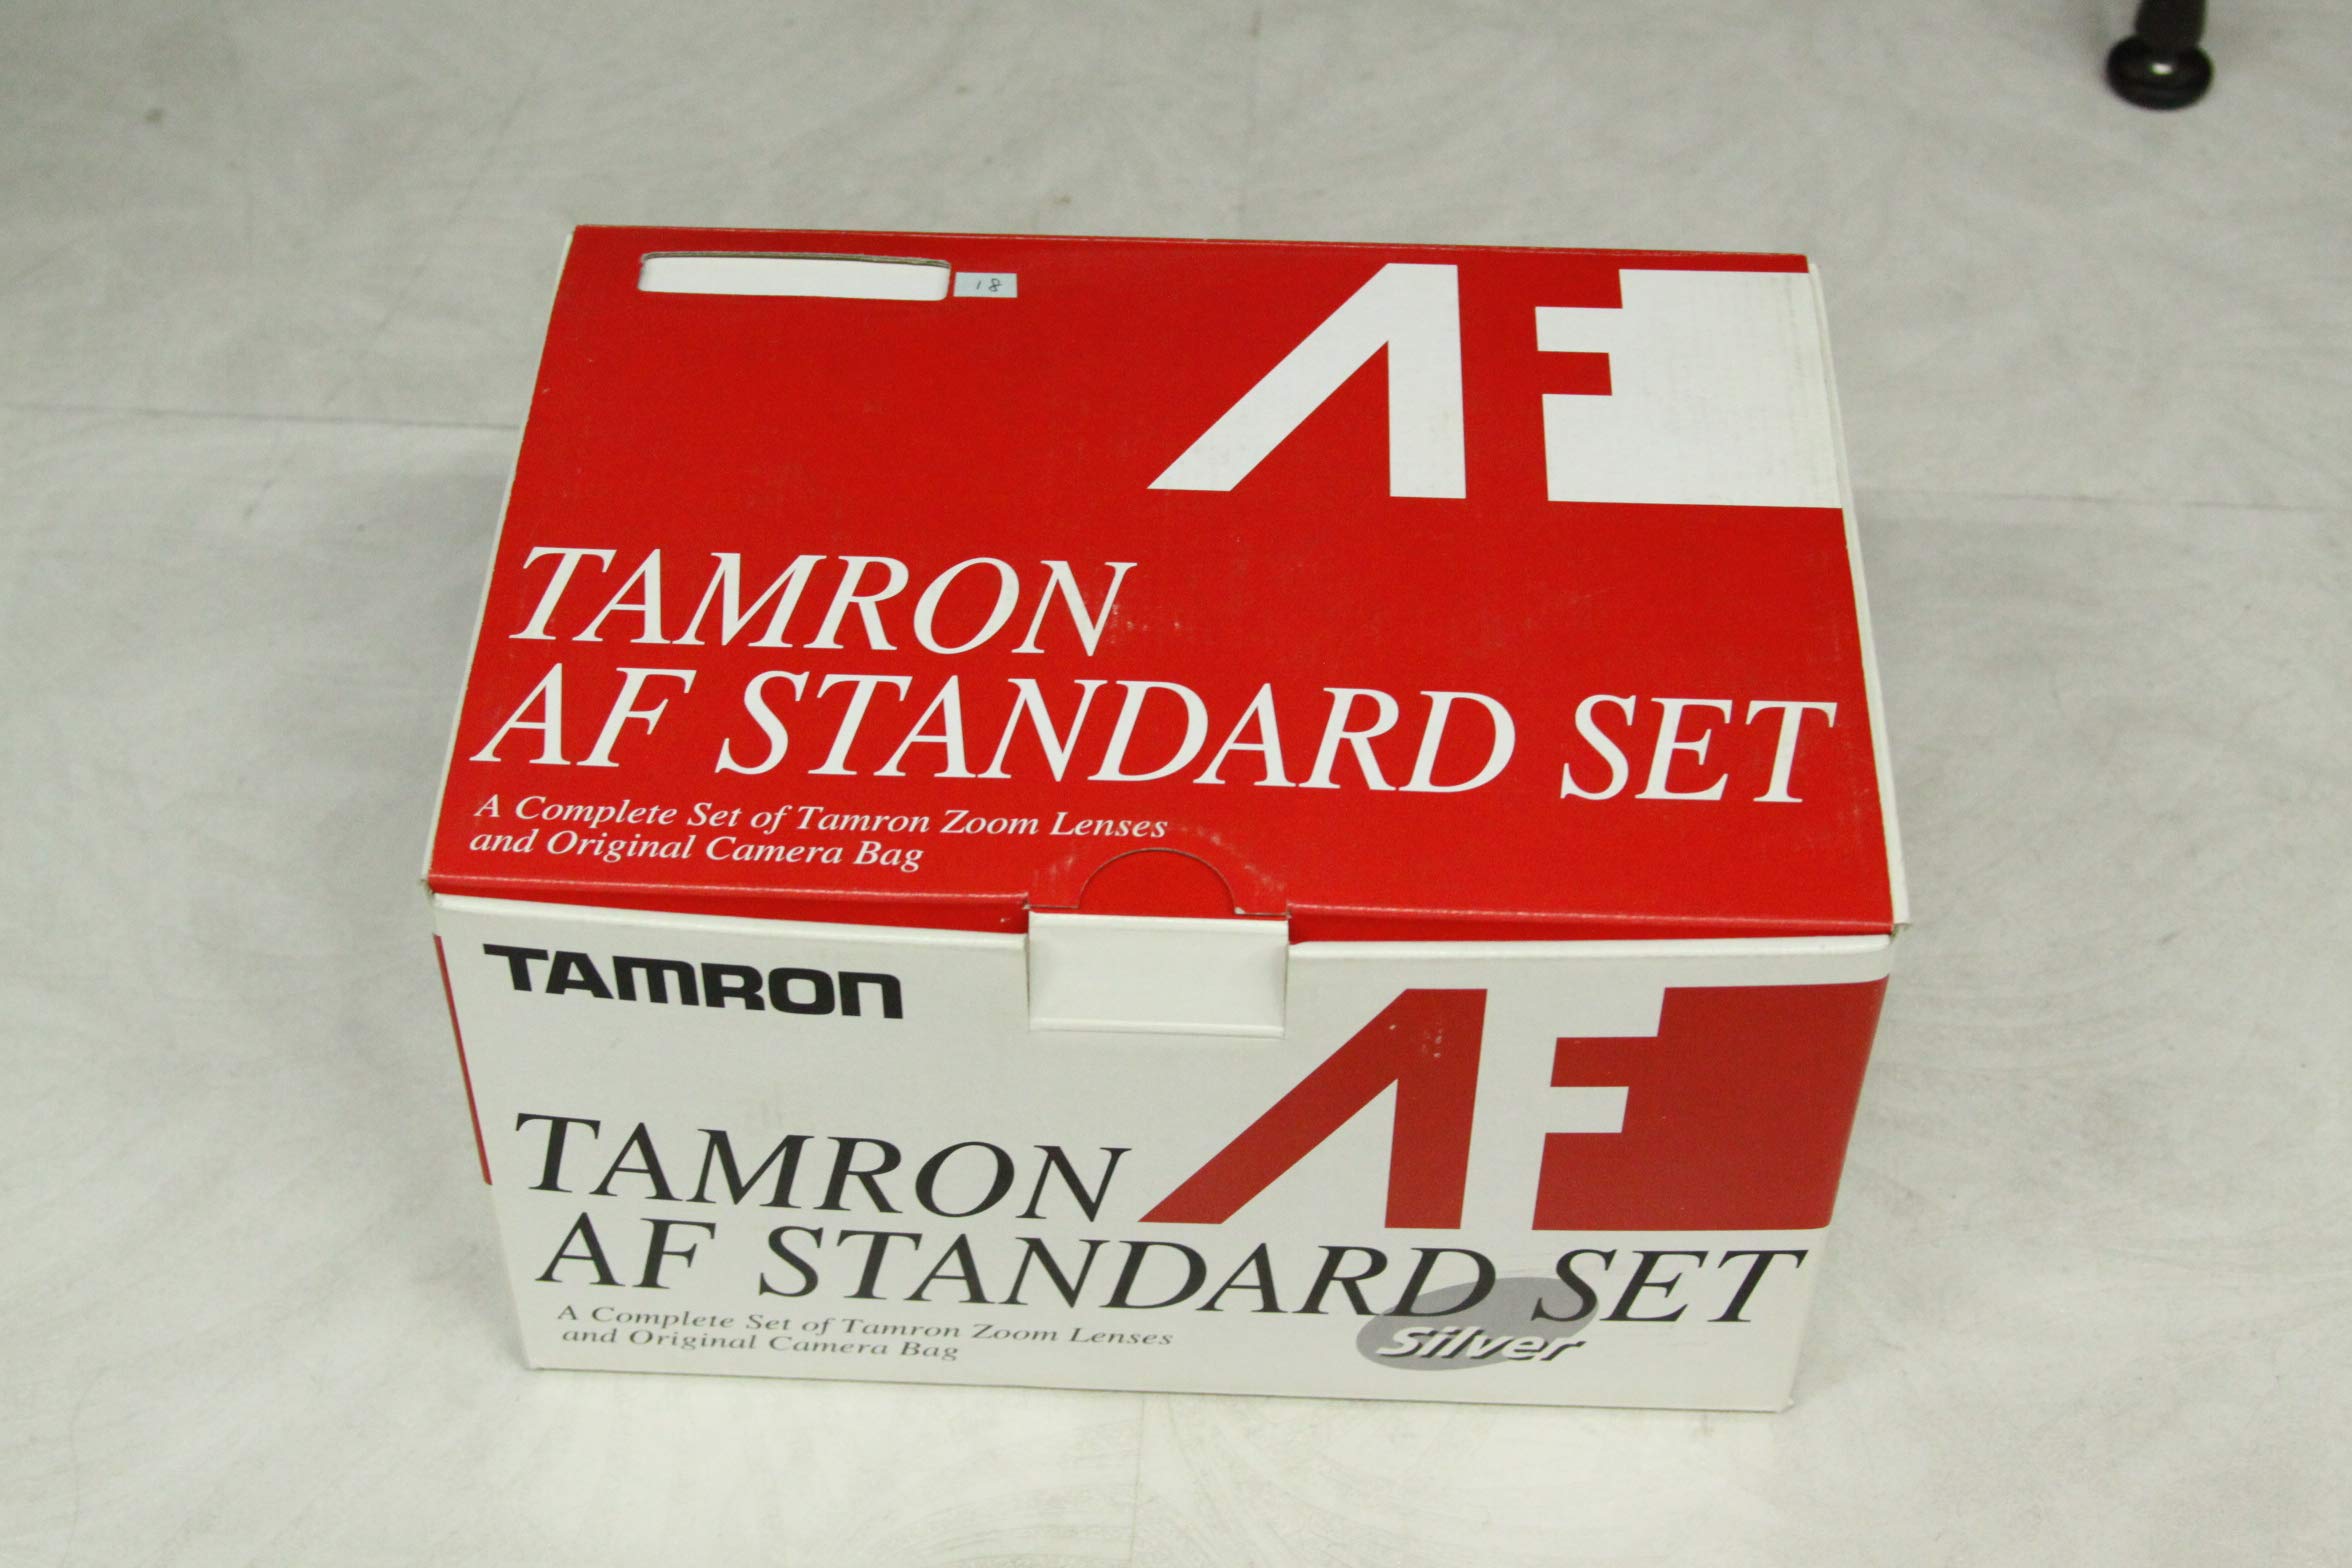 18
AF
TAMRON
AF STANDARD SET
A Complete Set of Tamron Zoom Lenses
and Original Camera Bag
TAMRON
AF
TAMRON
AF STANDARD SET
A Complete Set of Tamron Zoom Lenses
and Original Camera Bag
Silver